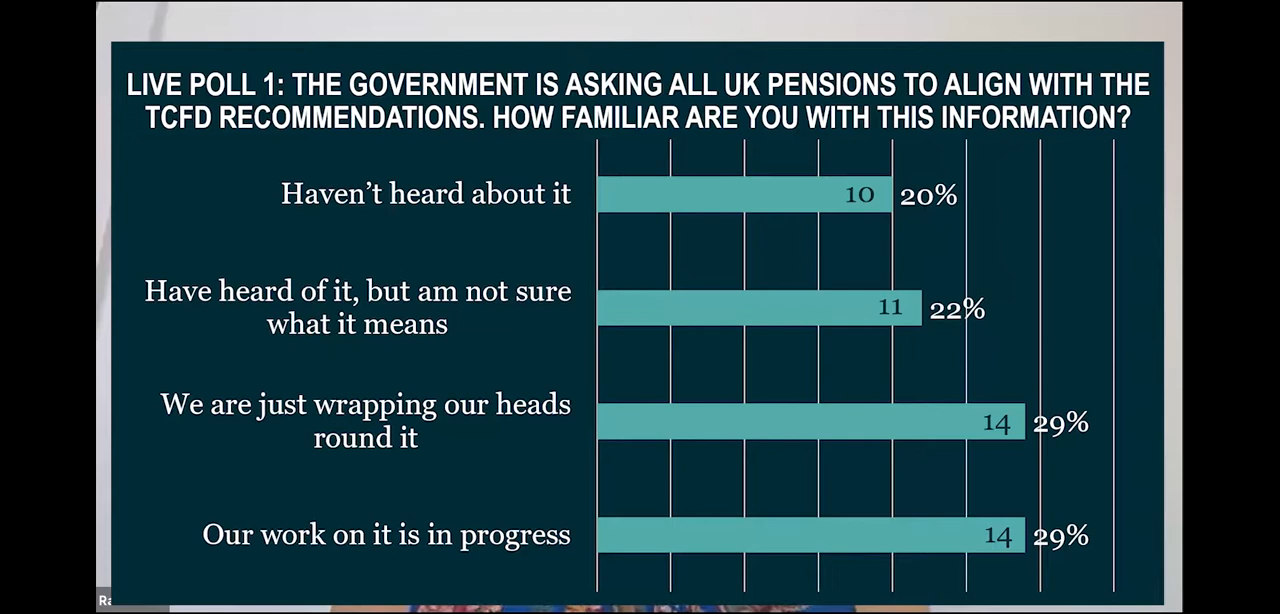 LIVE POLL 1: THE GOVERNMENT IS ASKING ALL UK PENSIONS TO ALIGN WITH THE
TCFD RECOMMENDATIONS. HOW FAMILIAR ARE YOU WITH THIS INFORMATION?
Haven’t heard about it
10
20%
Have heard of it, but am not sure
what it means
11
22%
We are just wrapping our heads
round it
14
29%
Our work on it is in progress
14
29%